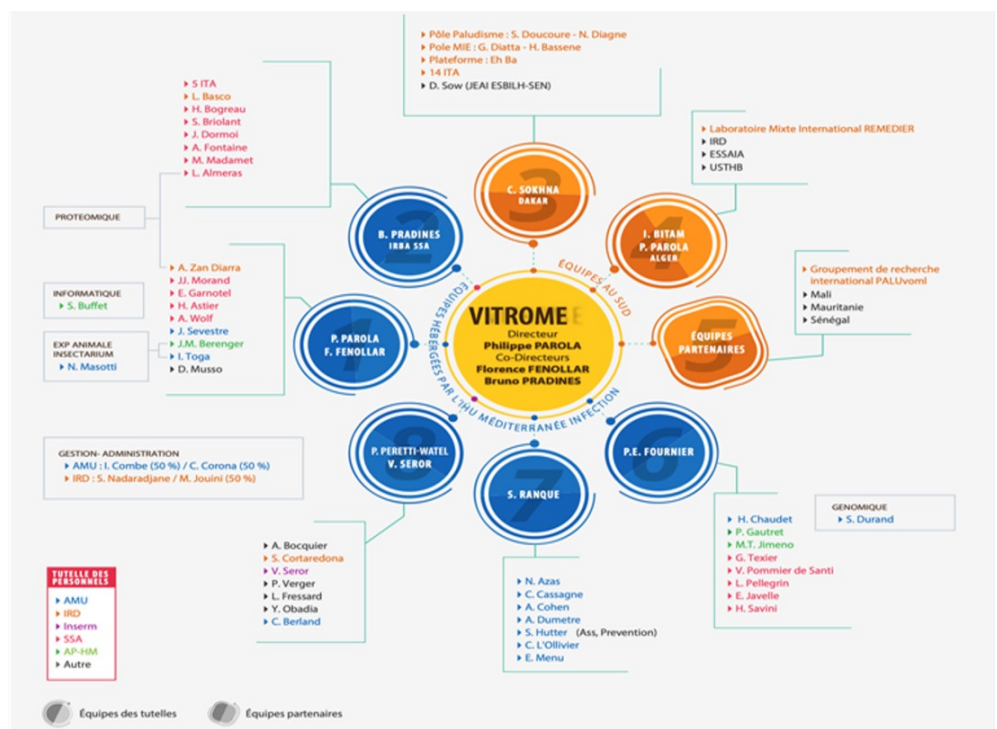 Pôle Paludisme : S. Doucoure - N. Diagne
Pole MIE : G. Diatta - H. Bassene
Plateforme : Eh Ba
14 ITA
D. Sow (JEAI ESBILH-SEN)
5 ITA
L. Basco
H. Bogreau
S. Briolant
J. Dormoi
A. Fontaine
M. Madamet
L. Almeras
Laboratoire Mixte International REMEDIER
IRD
ESSAIA
USTHB
3
C. SOKHNA
DAKAR
2
B. PRADINES
IRBA SSA
4
I. BITAM
P. PAROLA
ALGER
PROTEOMIQUE
ÉQUIPES AU SUD
A. Zan Diarra
JJ. Morand
E. Garnotel
H. Astier
A. Wolf
J. Sevestre
J.M. Berenger
I. Toga
D. Musso
INFORMATIQUE
S. Buffet
EXP ANIMALE
INSECTARIUM
N. Masotti
1
P. PAROLA
F. FENOLLAR
VITROME
Directeur
Philippe PAROLA
Co-Directeurs
Florence FENOLLAR
Bruno PRADINES
5
ÉQUIPES
PARTENAIRES
Groupement de recherche
international PALUvoml
Mali
Mauritanie
Sénégal
ÉQUIPES HÉBERGÉES PAR L'IHU MÉDITERRANÉE INFECTION
8
P. PERETTI-WATEL
V. SEROR
7
S. RANQUE
6
P.E. FOURNIER
GESTION- ADMINISTRATION
AMU : I. Combe (50 %) / C. Corona (50 %)
IRD : S. Nadaradjane / M. Jouini (50 %)
A. Bocquier
S. Cortaredona
V. Seror
P. Verger
L. Fressard
Y. Obadia
C. Berland
N. Azas
C. Cassagne
A. Cohen
A. Dumetre
S. Hutter (Ass, Prevention)
C. L'Ollivier
E. Menu
H. Chaudet
P. Gautret
M.T. Jimeno
G. Texier
V. Pommier de Santi
L. Pellegrin
E. Javelle
H. Savini
GENOMIQUE
S. Durand
TUTELLE DES
PERSONNELS
AMU
IRD
Inserm
SSA
AP-HM
Autre
Équipes des tutelles
Équipes partenaires